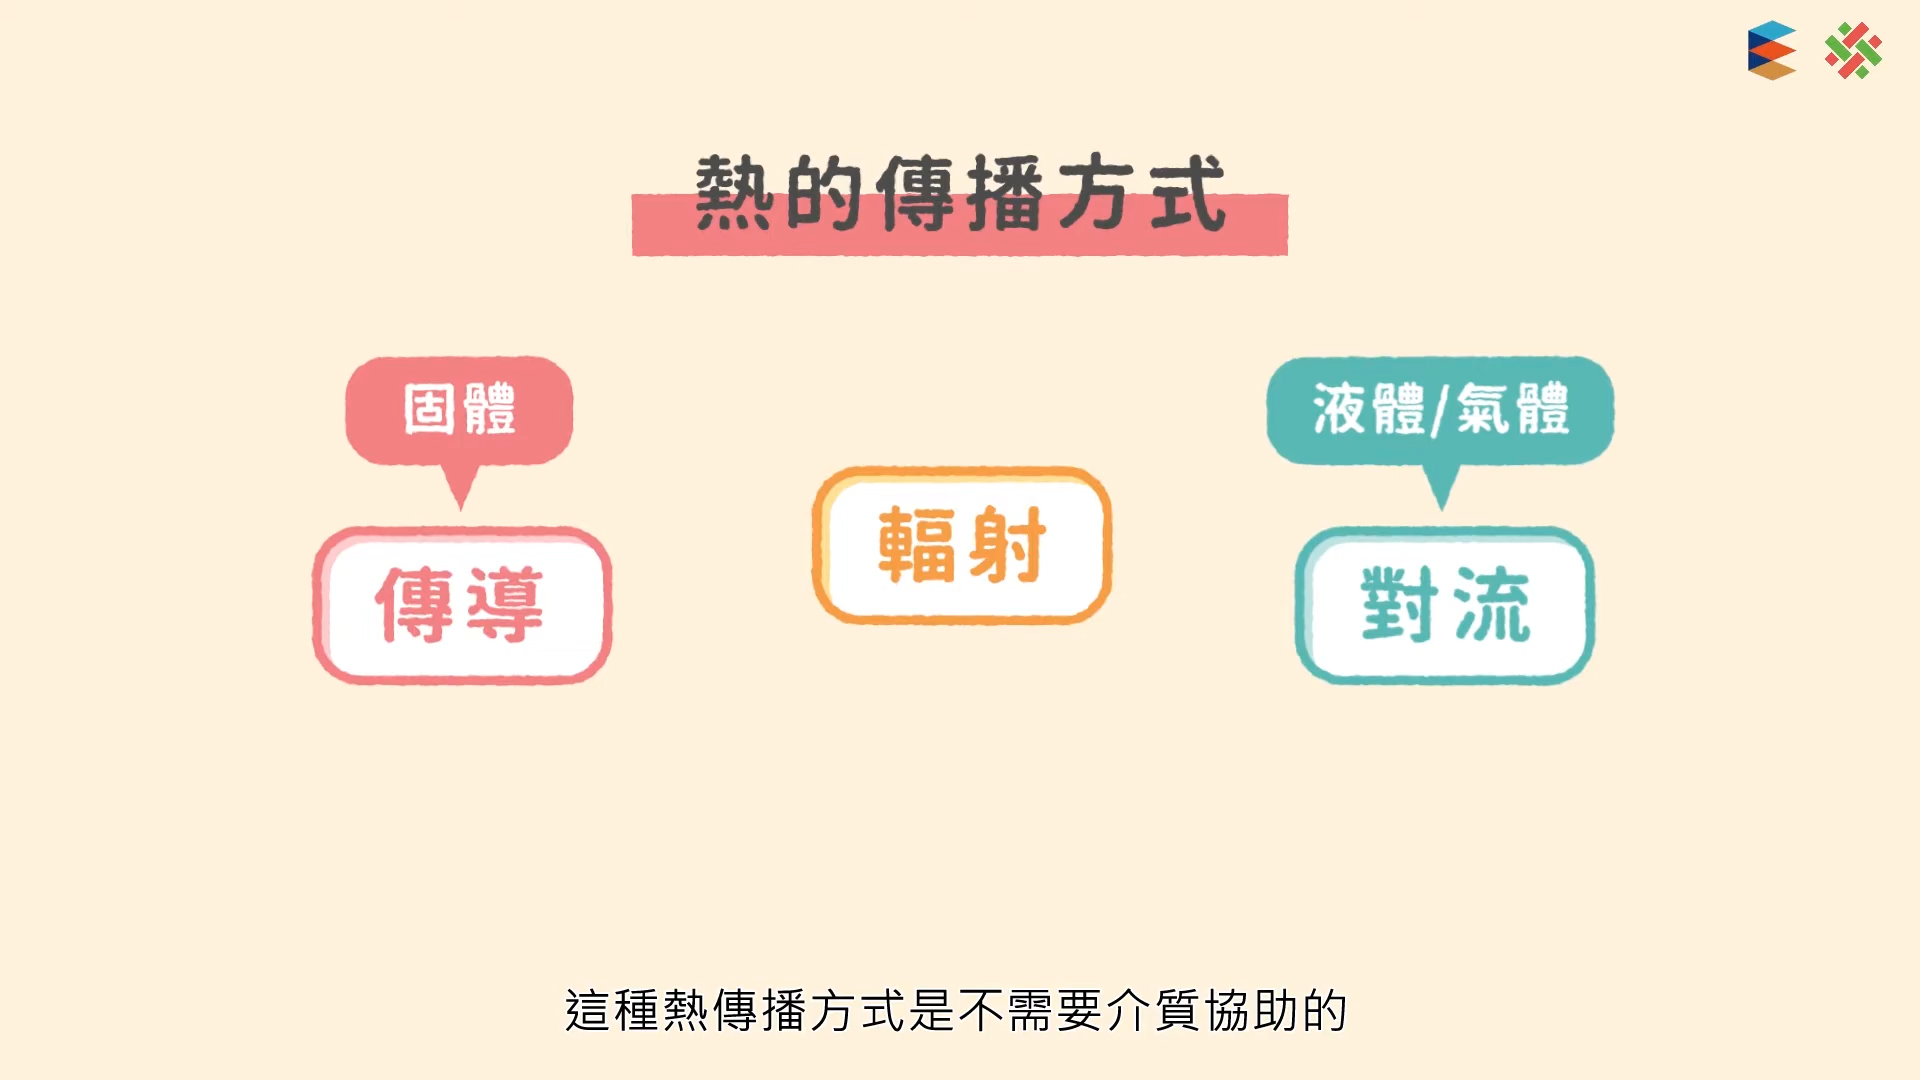 熱的傳播方式
固體
液體/氣體
傳導
輻射
對流
這種熱傳播方式是不需要介質協助的